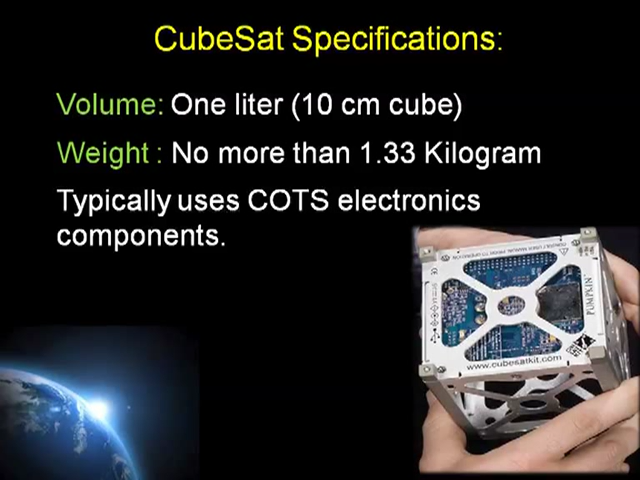 CubeSat Specifications:
Volume: One liter (10 cm cube)
Weight : No more than 1.33 Kilogram
Typically uses COTS electronics
components.
PUMPKIN
www.cubesatkit.com